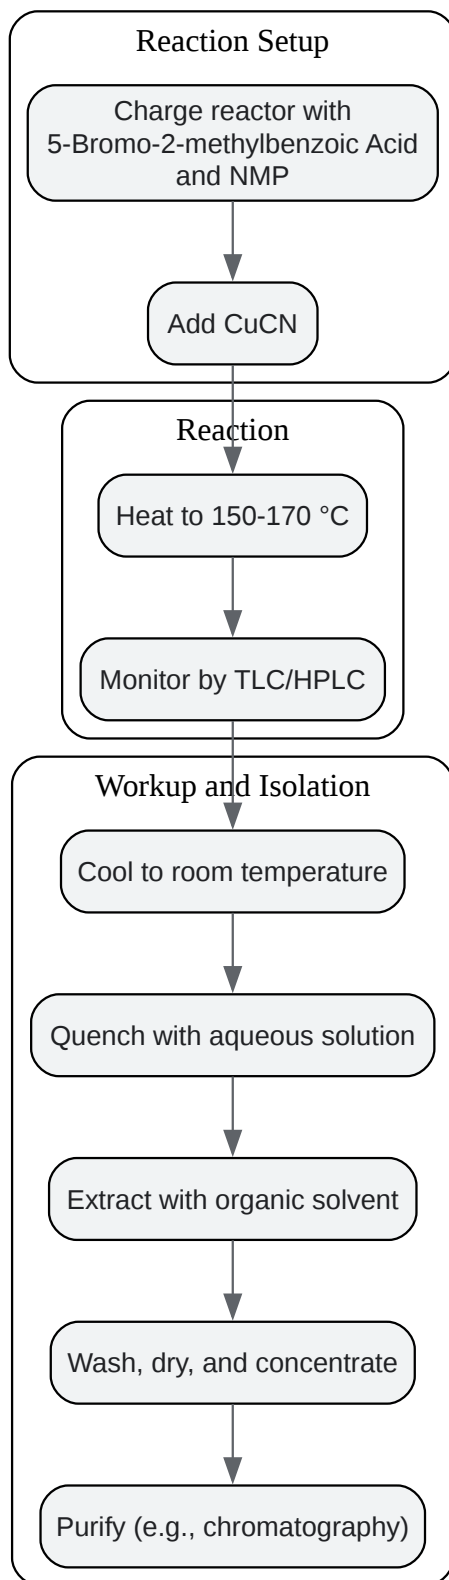 Reaction Setup
Charge reactor with
5-Bromo-2-methylbenzoic Acid
and NMP
Add CuCN
Reaction
Heat to 150-170 °C
Monitor by TLC/HPLC
Workup and Isolation
Cool to room temperature
Quench with aqueous solution
Extract with organic solvent
Wash, dry, and concentrate
Purify (e.g., chromatography)